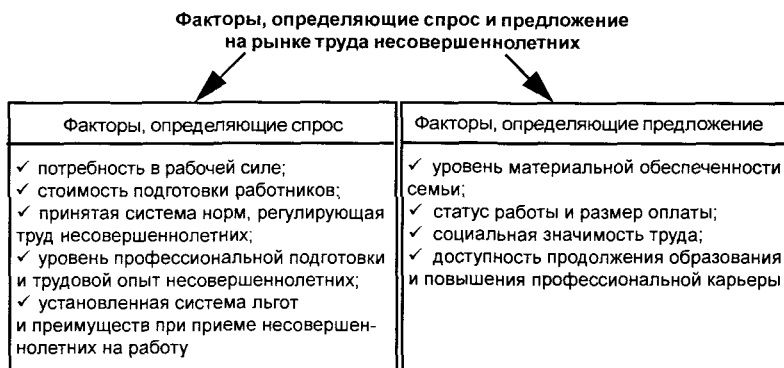 Факторы, определяющие спрос и предложение
на рынке труда несовершеннолетних
Факторы, определяющие спрос
✓ потребность в рабочей силе;
✓ стоимость подготовки работников;
✓ принятая система норм, регулирующая
труд несовершеннолетних;
✓ уровень профессиональной подготовки
и трудовой опыт несовершеннолетних;
✓ установленная система льгот
и преимуществ при приеме несовершен-
нолетних на работу
Факторы, определяющие предложение
✓ уровень материальной обеспеченности
семьи;
✓ статус работы и размер оплаты;
✓ социальная значимость труда;
✓ доступность продолжения образования
и повышения профессиональной карьеры